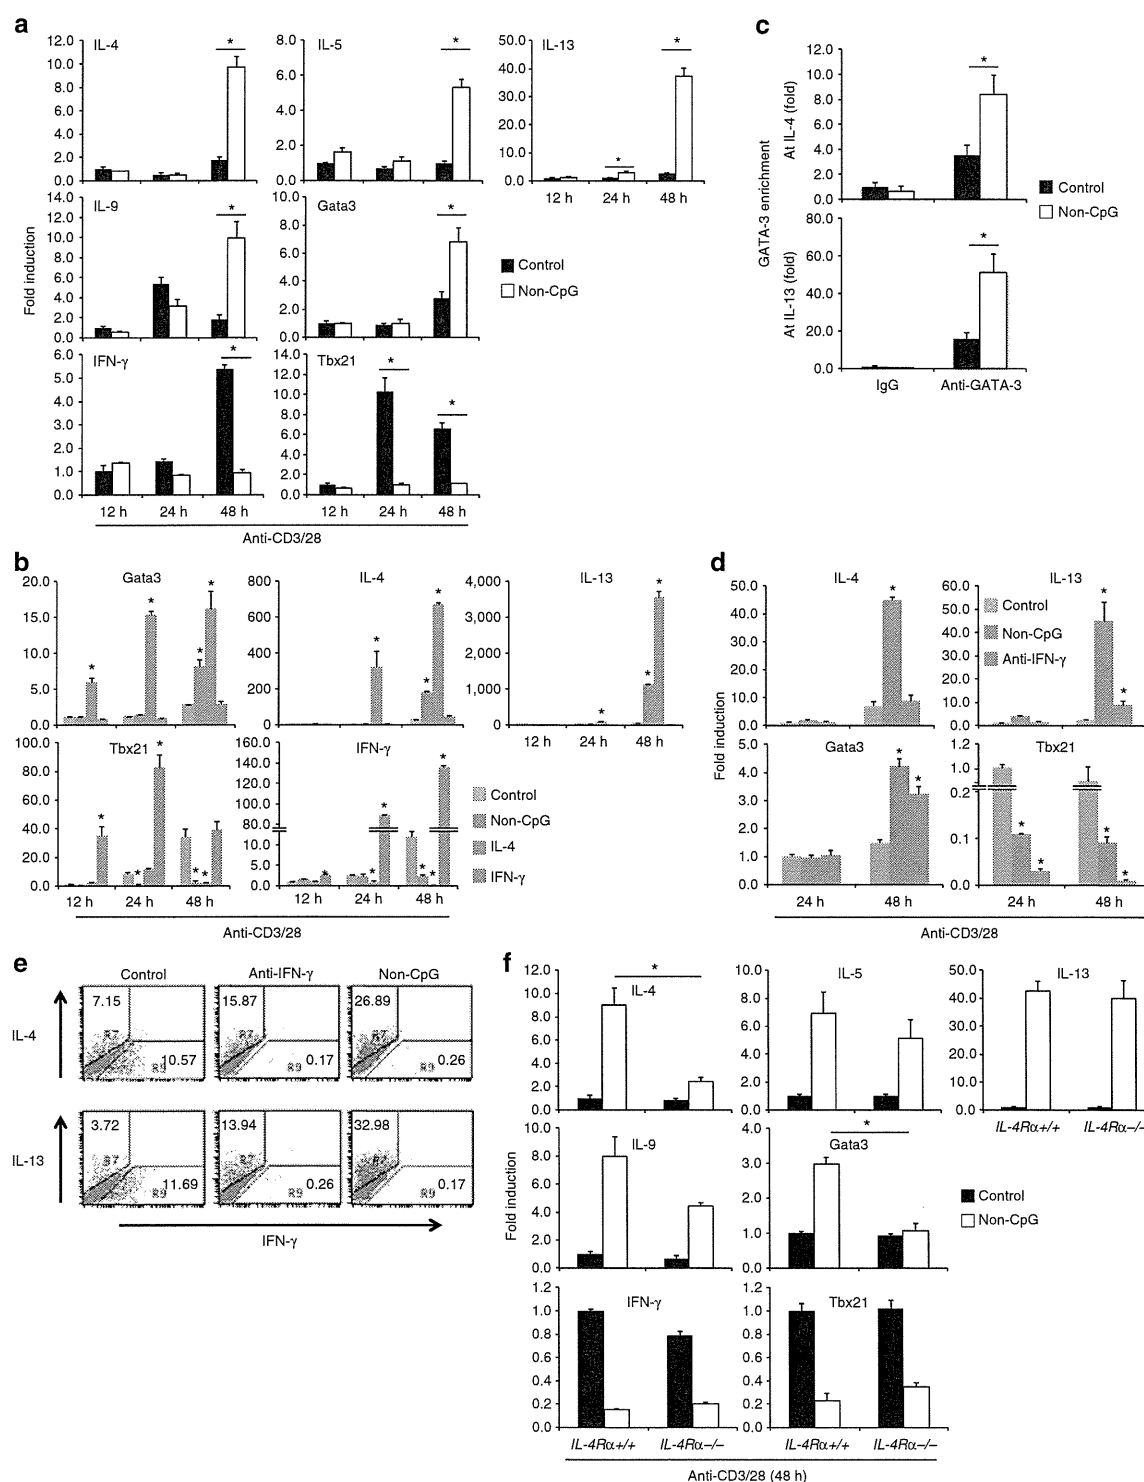 a
IL-4
12.0
10.0
8.0
6.0
4.0
2.0
0.0
*
IL-5
8.0
6.0
4.0
2.0
0.0
*
IL-13
50.0
40.0
30.0
20.0
10.0
0.0
*
*
12 h
24 h
48 h
IL-9
14.0
12.0
10.0
8.0
6.0
4.0
2.0
0.0
*
Gata3
10.0
8.0
6.0
4.0
2.0
0.0
*
Control
Non-CpG
Fold induction
IFN-γ
6.0
5.0
4.0
3.0
2.0
1.0
0.0
*
Tbx21
14.0
12.0
10.0
8.0
6.0
4.0
2.0
0.0
*
*
12 h 24 h 48 h
12 h 24 h 48 h
Anti-CD3/28
c
GATA-3 enrichment
At IL-4 (fold)
12.0
10.0
8.0
6.0
4.0
2.0
0.0
*
Control
Non-CpG
At IL-13 (fold)
80.0
60.0
40.0
20.0
0.0
*
IgG
Anti-GATA-3
b
Gata3
20.0
15.0
10.0
5.0
0.0
* * * *
IL-4
800
600
400
200
0
* * *
IL-13
4,000
3,000
2,000
1,000
0
* * *
12 h 24 h 48 h
Tbx21
100.0
80.0
60.0
40.0
20.0
0.0
* * * * *
IFN-γ
160.0
140.0
120.0
100.0
80.0
10.0
5.0
0.0
* * * * * *
12 h 24 h 48 h
12 h 24 h 48 h
Control
Non-CpG
IL-4
IFN-γ
Anti-CD3/28
d
IL-4
50.0
40.0
30.0
20.0
10.0
0.0
*
IL-13
60.0
50.0
40.0
30.0
20.0
10.0
0.0
* *
Control
Non-CpG
Anti-IFN-γ
Fold induction
Gata3
5.0
4.0
3.0
2.0
1.0
0.0
* *
Tbx21
1.2
1.0
0.2
0.1
0.0
* * * *
24 h 48 h
24 h 48 h
Anti-CD3/28
e
Control
Anti-IFN-γ
Non-CpG
IL-4
7.15
R7
R9
10.57
15.87
R7
R9
0.17
26.89
R7
R9
0.26
IL-13
3.72
R7
R9
11.69
13.94
R7
R9
0.26
32.98
R7
R9
0.17
IFN-γ
f
IL-4
12.0
10.0
8.0
6.0
4.0
2.0
0.0
*
IL-5
10.0
8.0
6.0
4.0
2.0
0.0
IL-13
50.0
40.0
30.0
20.0
10.0
0.0
IL-4Rα+/+ IL-4Rα–/–
Fold induction
IL-9
10.0
8.0
6.0
4.0
2.0
0.0
Gata3
4.0
3.0
2.0
1.0
0.0
*
Control
Non-CpG
IFN-γ
1.2
1.0
0.8
0.6
0.4
0.2
0.0
Tbx21
1.2
1.0
0.8
0.6
0.4
0.2
0.0
IL-4Rα+/+ IL-4Rα–/–
IL-4Rα+/+ IL-4Rα–/–
Anti-CD3/28 (48 h)